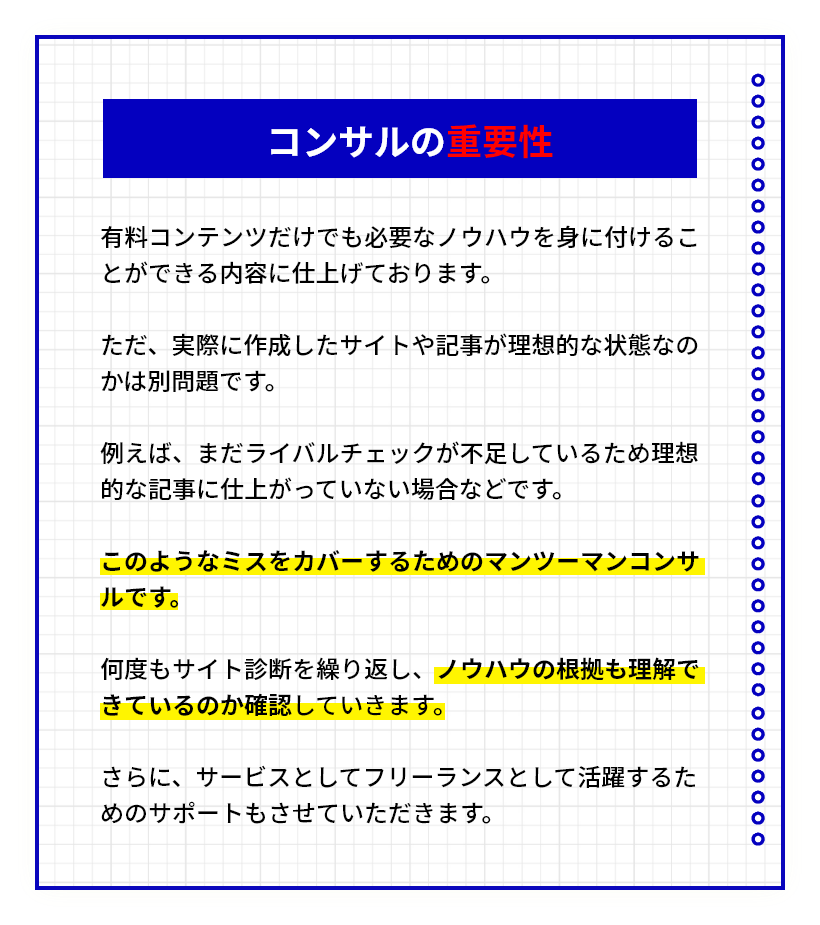 コンサルの重要性
有料コンテンツだけでも必要なノウハウを身に付けるこ
とができる内容に仕上げております。
ただ、実際に作成したサイトや記事が理想的な状態なの
かは別問題です。
例えば、まだライバルチェックが不足しているため理想
的な記事に仕上がっていない場合などです。
このようなミスをカバーするためのマンツーマンコンサ
ルです。
何度もサイト診断を繰り返し、ノウハウの根拠も理解で
きているのか確認していきます。
さらに、サービスとしてフリーランスとして活躍するた
めのサポートもさせていただきます。